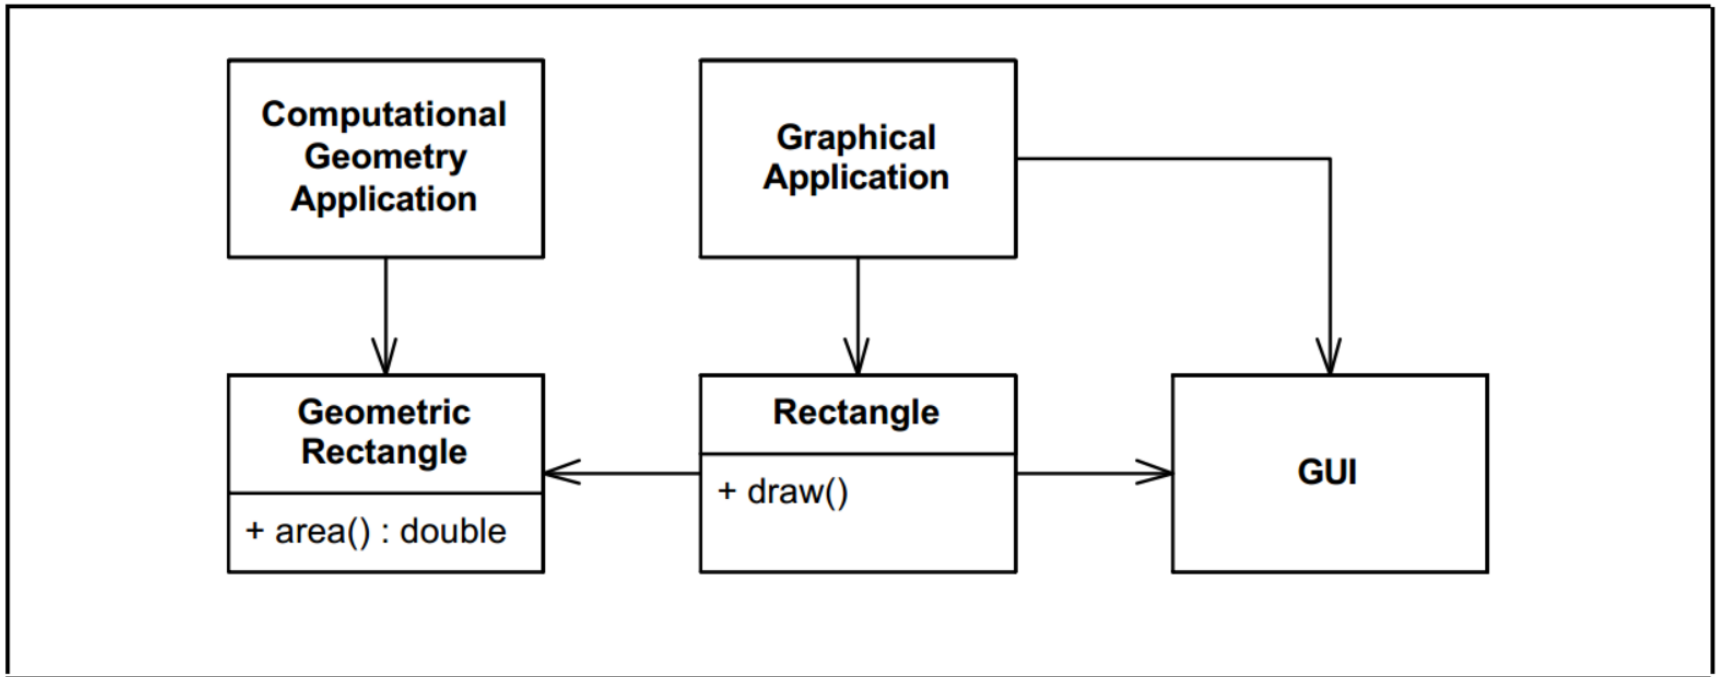 Computational
Geometry
Application
Graphical
Application
Geometric
Rectangle
+ area() : double
Rectangle
+ draw()
GUI